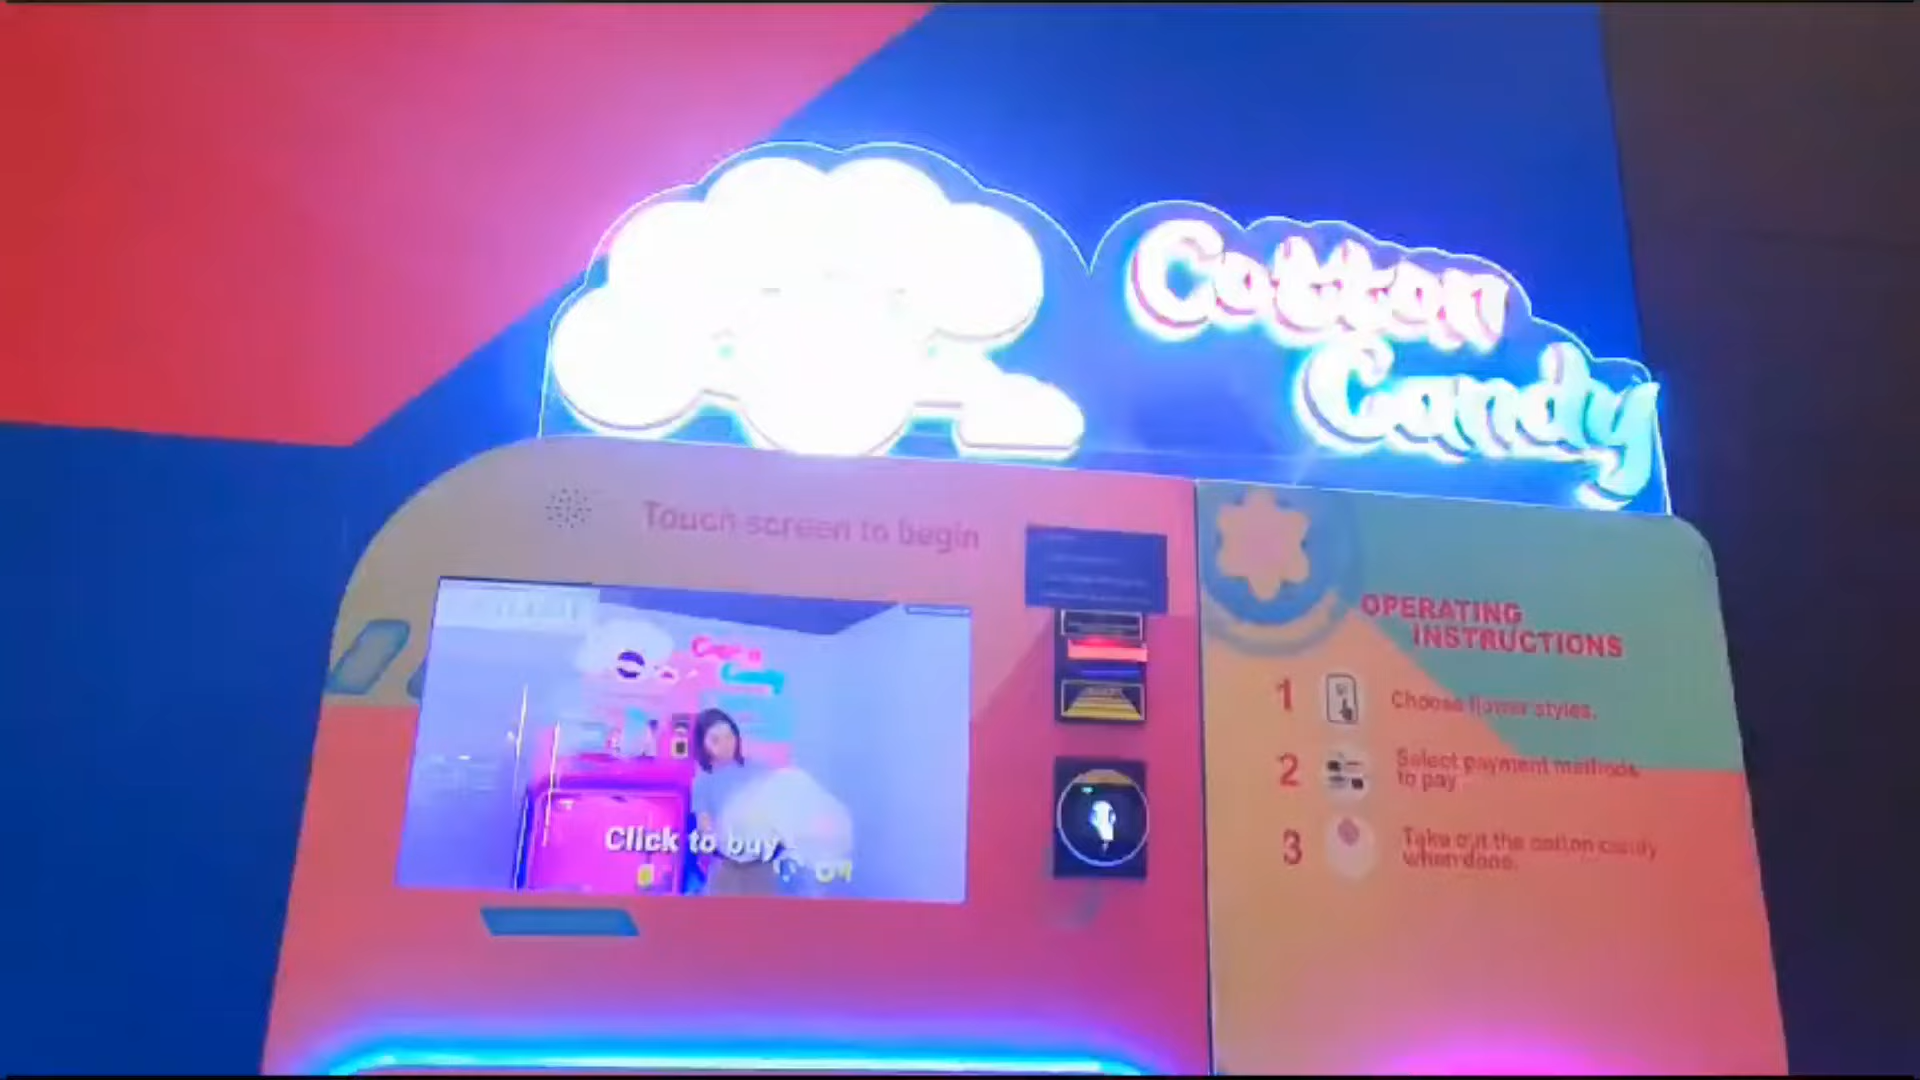 Cotton
Candy
Touch screen to begin
Click to buy
OPERATING
INSTRUCTIONS
1 Choose flower styles.
2 Select payment methods
to pay
3 Take out the cotton candy
when done.